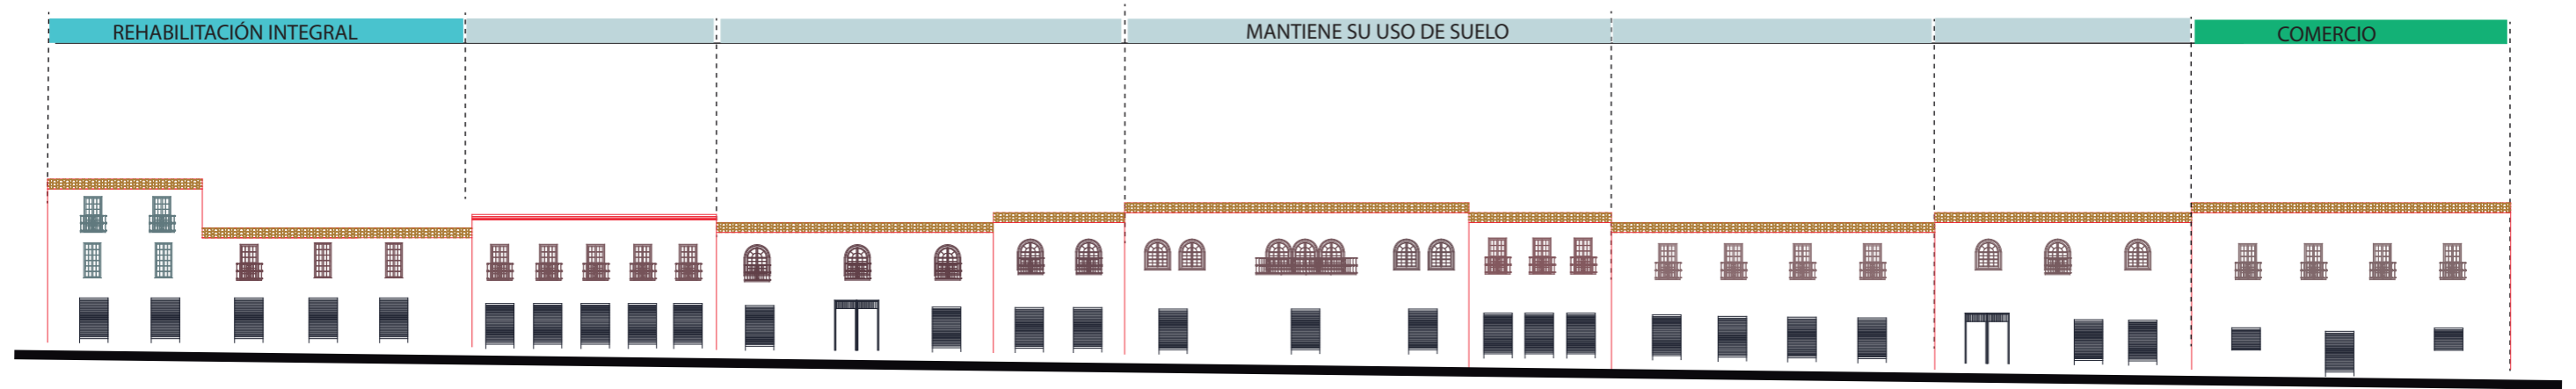 REHABILITACIÓN INTEGRAL
MANTIENE SU USO DE SUELO
COMERCIO